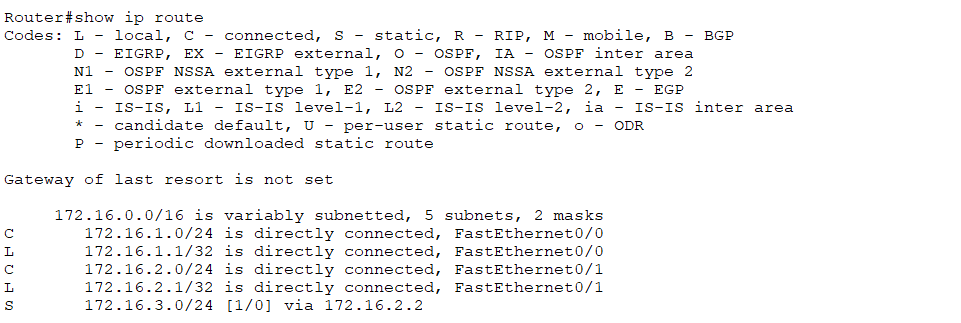 Router#show ip route
Codes: L - local, C - connected, S - static, R - RIP, M - mobile, B - BGP
       D - EIGRP, EX - EIGRP external, O - OSPF, IA - OSPF inter area
       N1 - OSPF NSSA external type 1, N2 - OSPF NSSA external type 2
       E1 - OSPF external type 1, E2 - OSPF external type 2, E - EGP
       i - IS-IS, L1 - IS-IS level-1, L2 - IS-IS level-2, ia - IS-IS inter area
       * - candidate default, U - per-user static route, o - ODR
       P - periodic downloaded static route

Gateway of last resort is not set

     172.16.0.0/16 is variably subnetted, 5 subnets, 2 masks
C       172.16.1.0/24 is directly connected, FastEthernet0/0
L       172.16.1.1/32 is directly connected, FastEthernet0/0
C       172.16.2.0/24 is directly connected, FastEthernet0/1
L       172.16.2.1/32 is directly connected, FastEthernet0/1
S       172.16.3.0/24 [1/0] via 172.16.2.2